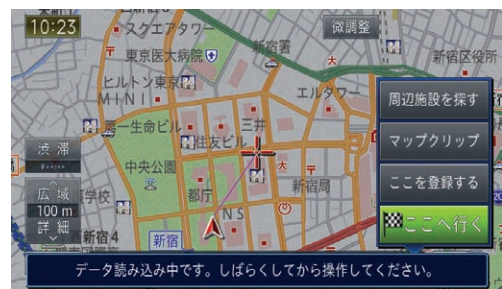 10:23
スクエアタワー
微調整
東京医大病院
新宿署
新宿区役所
ヒルトン東京
MINI
エルタワー
周辺施設を探す
第一生命ビル
三井
住友ビル
マップクリップ
渋滞
中央公園
ここを登録する
広域
学校
都庁
新宿局
100m
詳細
NS
ここへ行く
新宿4
新宿
データ読み込み中です。しばらくしてから操作してください。